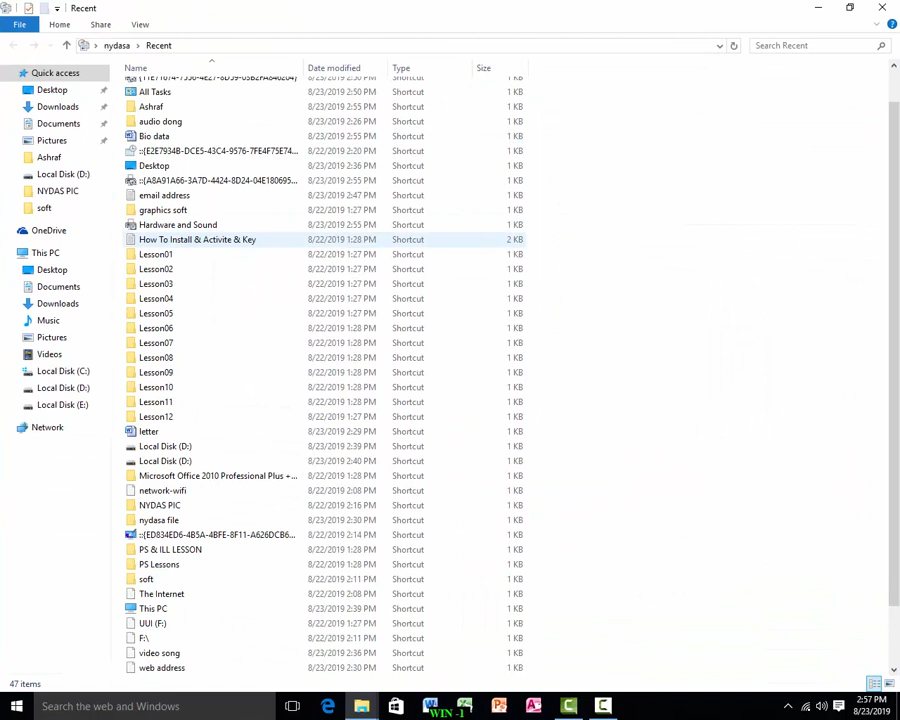 Recent
File Home Share View
nydasa Recent Search Recent
Name Date modified Type Size
Quick access
Desktop
Downloads
Documents
Pictures
Ashraf
Local Disk (D:)
NYDAS PIC
soft
OneDrive
This PC
Desktop
Documents
Downloads
Music
Pictures
Videos
Local Disk (C:)
Local Disk (D:)
Local Disk (E:)
Network
All Tasks 8/23/2019 2:50 PM Shortcut 1 KB
Ashraf 8/23/2019 2:55 PM Shortcut 1 KB
audio dong 8/23/2019 2:26 PM Shortcut 1 KB
Bio data 8/23/2019 2:55 PM Shortcut 1 KB
::{E2E7934B-DCE5-43C4-9576-7FE4F75E74... 8/22/2019 2:20 PM Shortcut 1 KB
Desktop 8/23/2019 2:36 PM Shortcut 1 KB
::{A8A91A66-3A7D-4424-8D24-04E180695... 8/23/2019 2:55 PM Shortcut 1 KB
email address 8/23/2019 2:47 PM Shortcut 1 KB
graphics soft 8/22/2019 1:27 PM Shortcut 1 KB
Hardware and Sound 8/23/2019 2:55 PM Shortcut 1 KB
How To Install & Activite & Key 8/22/2019 1:28 PM Shortcut 2 KB
Lesson01 8/22/2019 1:27 PM Shortcut 1 KB
Lesson02 8/22/2019 1:27 PM Shortcut 1 KB
Lesson03 8/22/2019 1:27 PM Shortcut 1 KB
Lesson04 8/22/2019 1:27 PM Shortcut 1 KB
Lesson05 8/22/2019 1:27 PM Shortcut 1 KB
Lesson06 8/22/2019 1:28 PM Shortcut 1 KB
Lesson07 8/22/2019 1:28 PM Shortcut 1 KB
Lesson08 8/22/2019 1:27 PM Shortcut 1 KB
Lesson09 8/22/2019 1:28 PM Shortcut 1 KB
Lesson10 8/22/2019 1:28 PM Shortcut 1 KB
Lesson11 8/22/2019 1:28 PM Shortcut 1 KB
Lesson12 8/22/2019 1:27 PM Shortcut 1 KB
letter 8/23/2019 2:29 PM Shortcut 1 KB
Local Disk (D:) 8/23/2019 2:39 PM Shortcut 1 KB
Local Disk (D:) 8/23/2019 2:40 PM Shortcut 1 KB
Microsoft Office 2010 Professional Plus +... 8/22/2019 1:28 PM Shortcut 1 KB
network-wifi 8/22/2019 2:08 PM Shortcut 1 KB
NYDAS PIC 8/22/2019 2:16 PM Shortcut 1 KB
nydasa file 8/23/2019 2:30 PM Shortcut 1 KB
::{ED834ED6-4B5A-4BFE-8F11-A626DCB6... 8/22/2019 2:14 PM Shortcut 1 KB
PS & ILL LESSON 8/22/2019 1:28 PM Shortcut 1 KB
PS Lessons 8/22/2019 1:28 PM Shortcut 1 KB
soft 8/22/2019 2:11 PM Shortcut 1 KB
The Internet 8/22/2019 2:08 PM Shortcut 1 KB
This PC 8/23/2019 2:39 PM Shortcut 1 KB
UUI (F:) 8/22/2019 1:27 PM Shortcut 1 KB
F:\ 8/22/2019 2:11 PM Shortcut 1 KB
video song 8/23/2019 2:36 PM Shortcut 1 KB
web address 8/23/2019 2:47 PM Shortcut 1 KB
47 items
Search the web and Windows
WIN -1
2:57 PM
8/23/2019